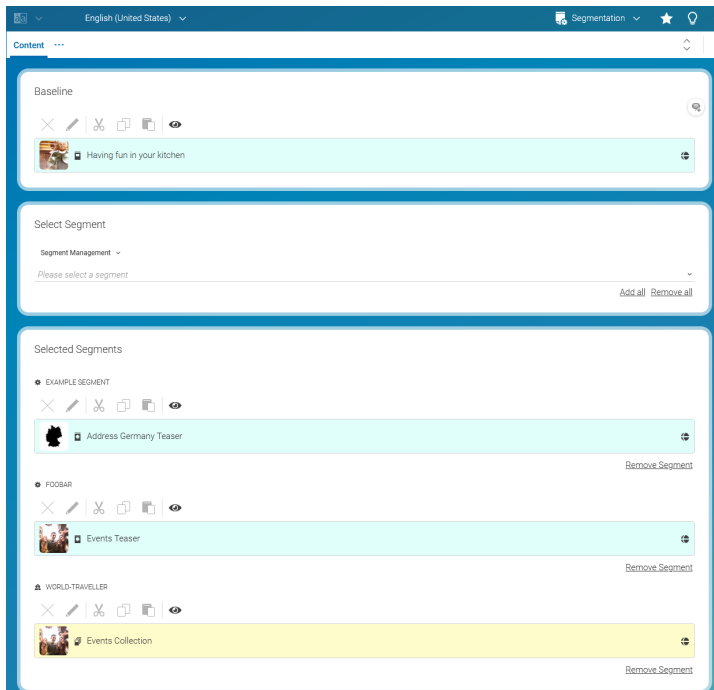 English (United States)
Segmentation
Content
Baseline
Having fun in your kitchen
Select Segment
Segment Management
Please select a segment
Add all Remove all
Selected Segments
EXAMPLE SEGMENT
Address Germany Teaser
Remove Segment
FOOBAR
Events Teaser
Remove Segment
WORLD-TRAVELLER
Events Collection
Remove Segment